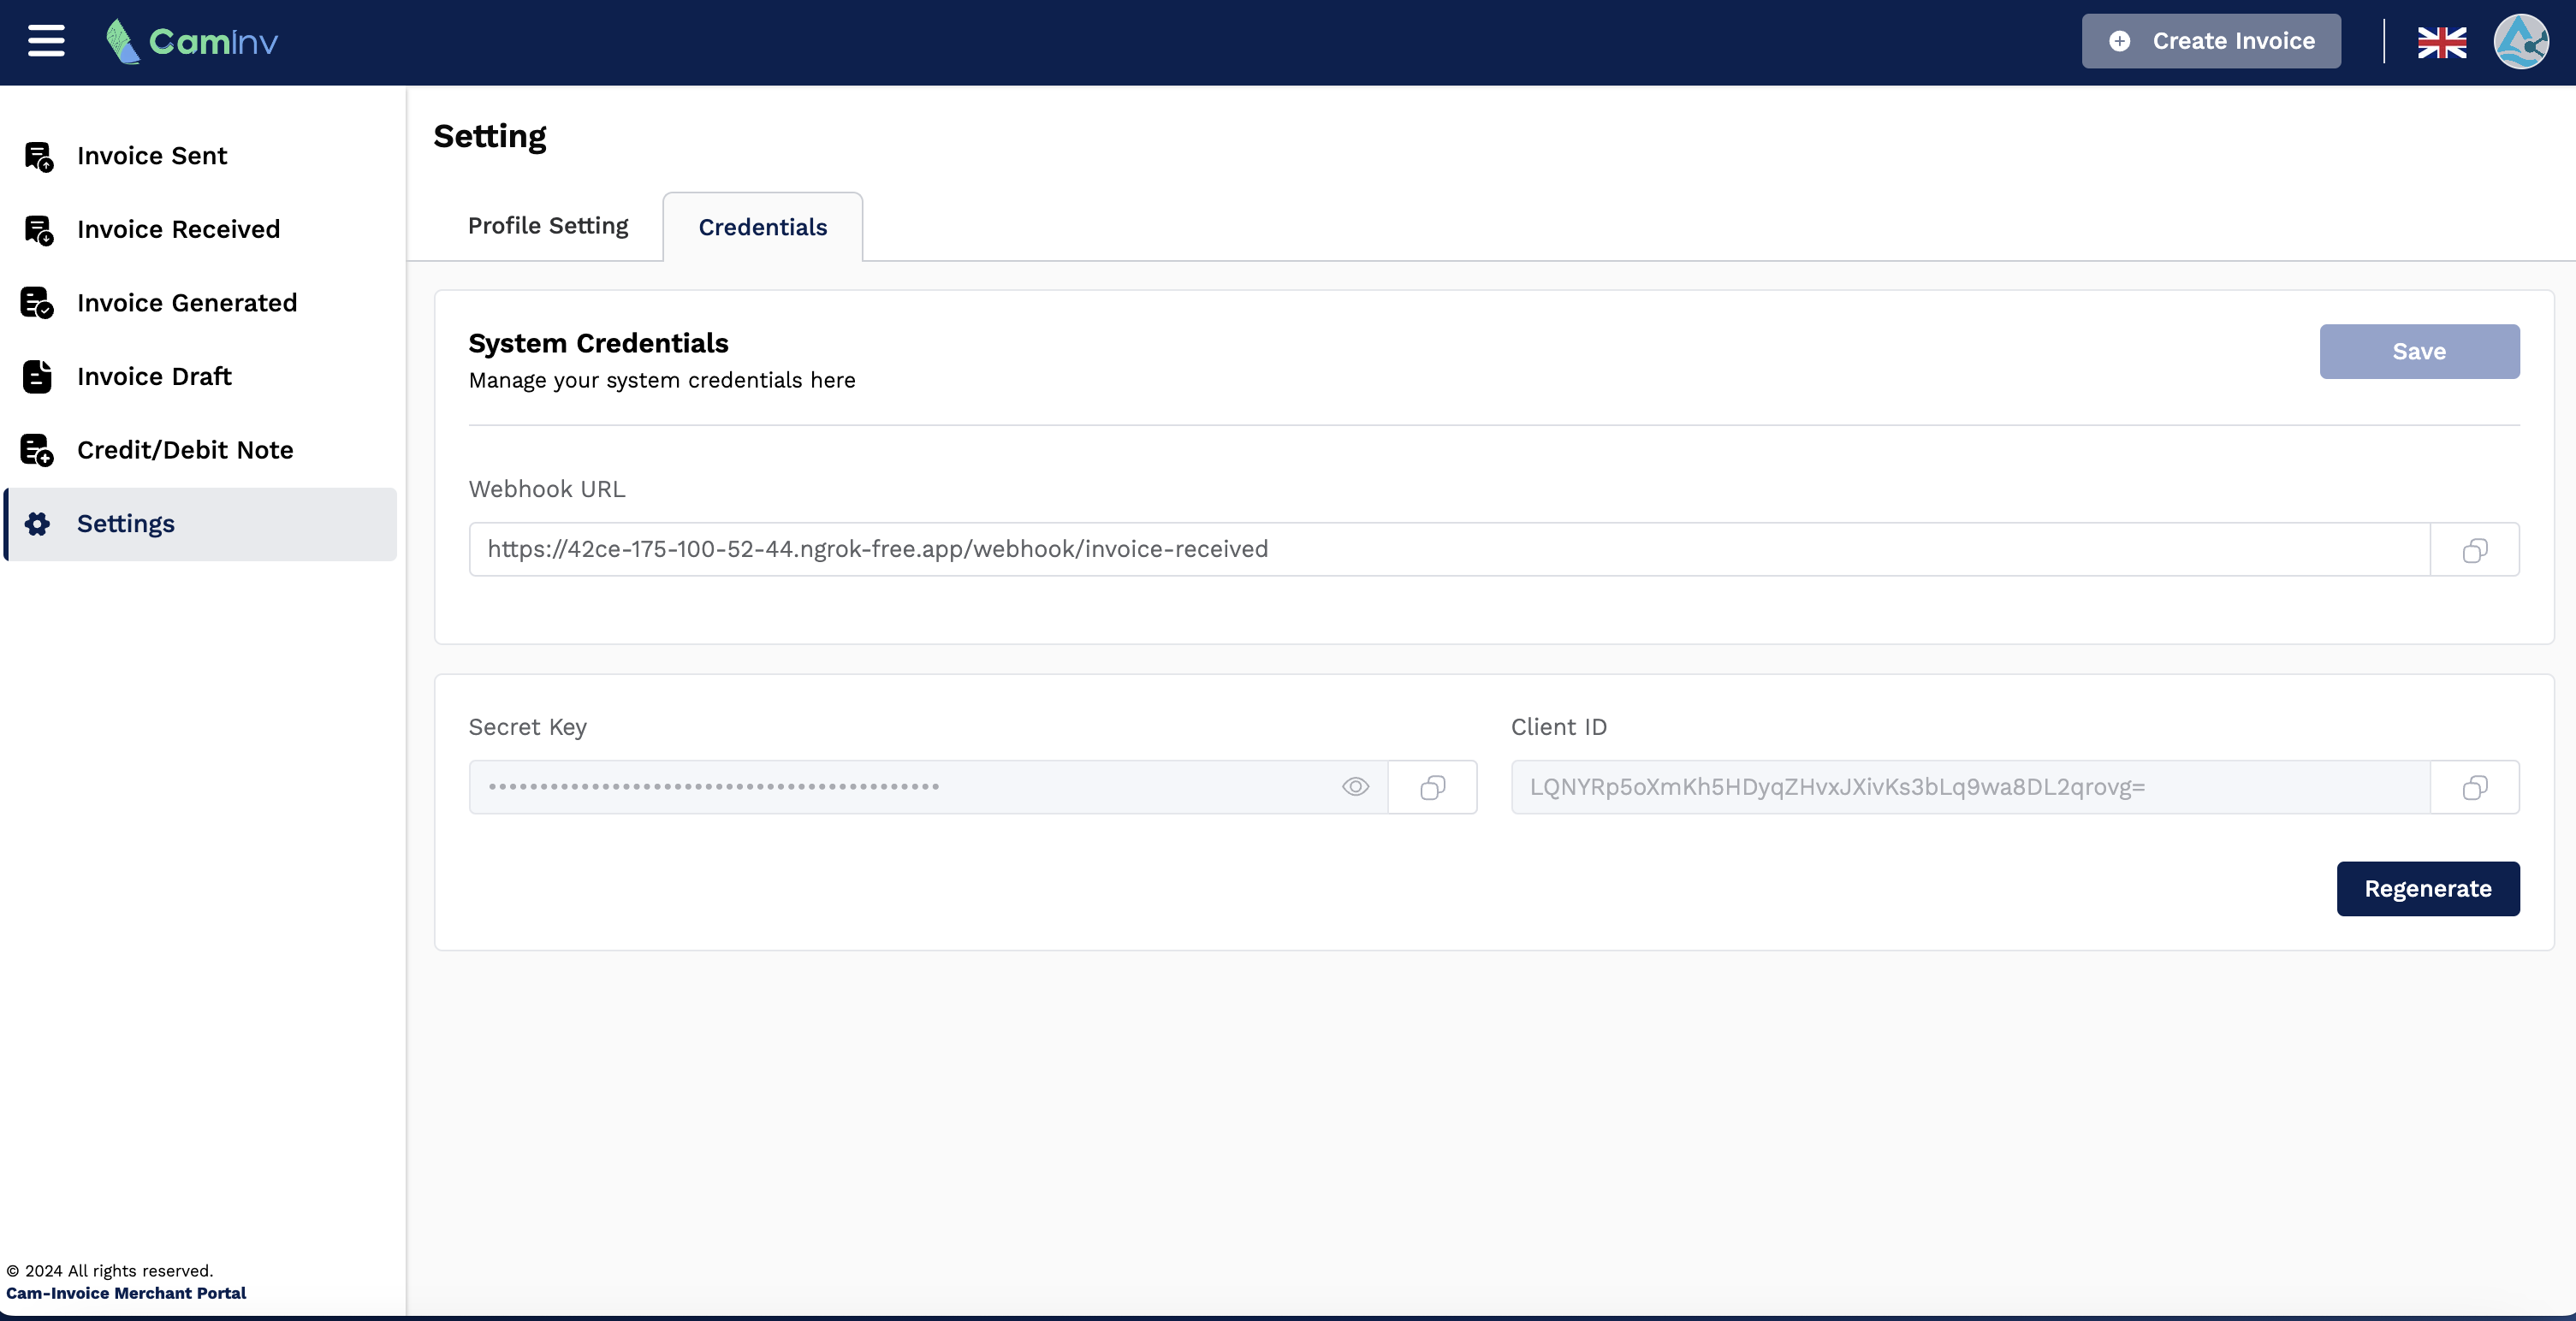 CamInv
Create Invoice
Invoice Sent
Invoice Received
Invoice Generated
Invoice Draft
Credit/Debit Note
Settings
Setting
Profile Setting
Credentials
System Credentials
Manage your system credentials here
Save
Webhook URL
https://42ce-175-100-52-44.ngrok-free.app/webhook/invoice-received
Secret Key
Client ID
••••••••••••••••••••••••••••••••••••••••••••
LQNYRp5oXmKh5HDyqZHvxJXivKs3bLq9wa8DL2qrovg=
Regenerate
© 2024 All rights reserved.
Cam-Invoice Merchant Portal